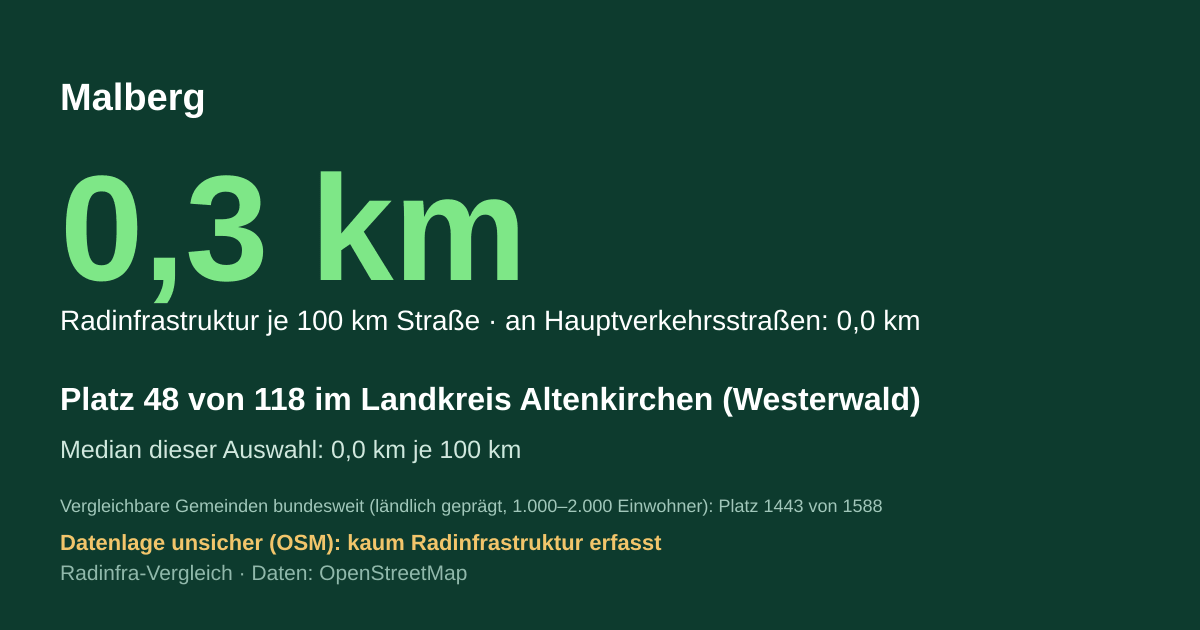 Malberg
0,3 km
Radinfrastruktur je 100 km Straße · an Hauptverkehrsstraßen: 0,0 km
Platz 48 von 118 im Landkreis Altenkirchen (Westerwald)
Median dieser Auswahl: 0,0 km je 100 km
Vergleichbare Gemeinden bundesweit (ländlich geprägt, 1.000–2.000 Einwohner): Platz 1443 von 1588
Datenlage unsicher (OSM): kaum Radinfrastruktur erfasst
Radinfra-Vergleich · Daten: OpenStreetMap